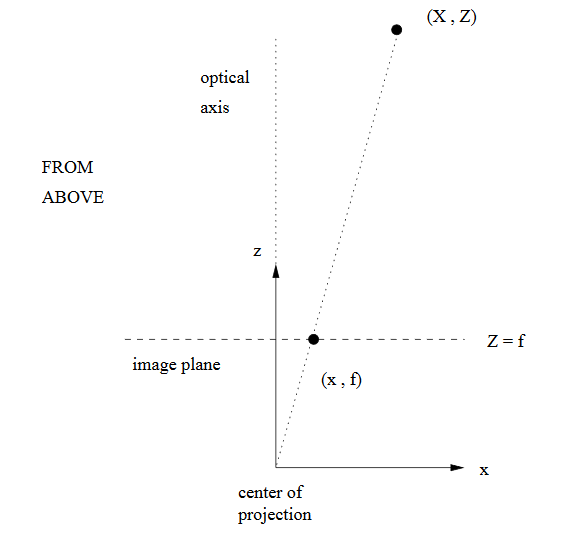 (X , Z)
optical
axis
FROM
ABOVE
z
Z = f
image plane
(x , f)
x
center of
projection